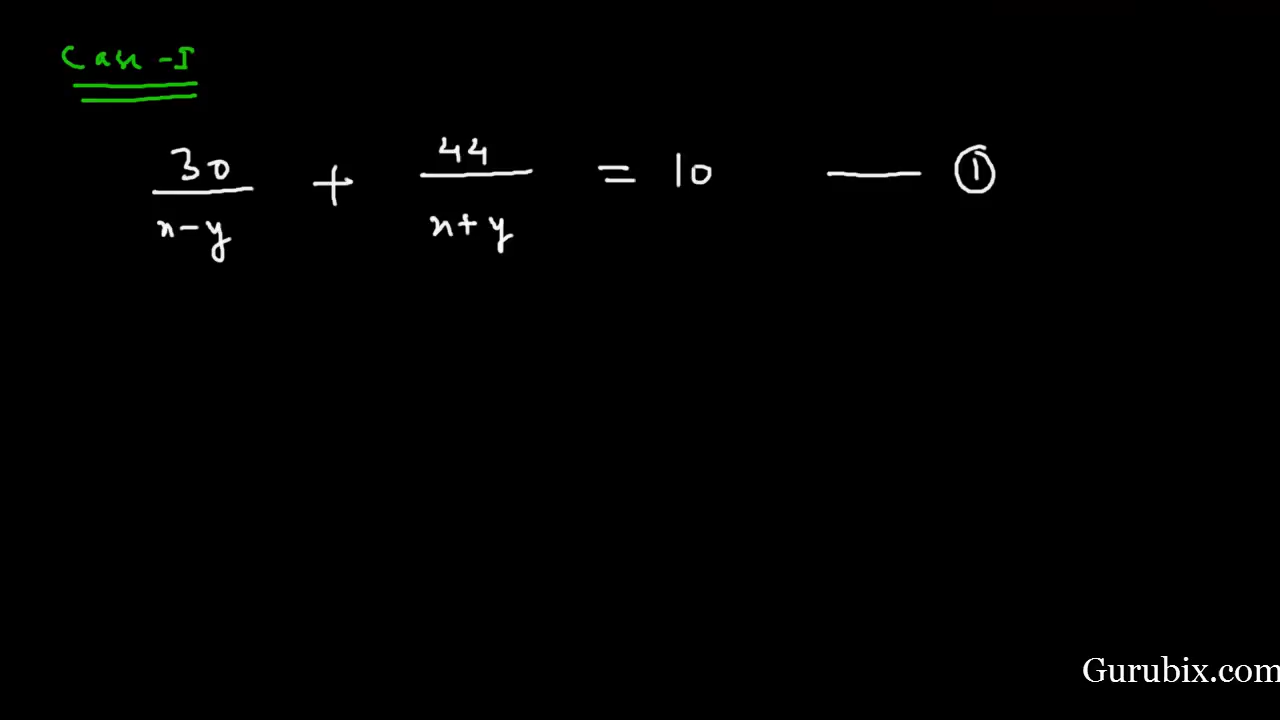 Case - I
30/(x-y) + 44/(x+y) = 10 —— ①
Gurubix.com